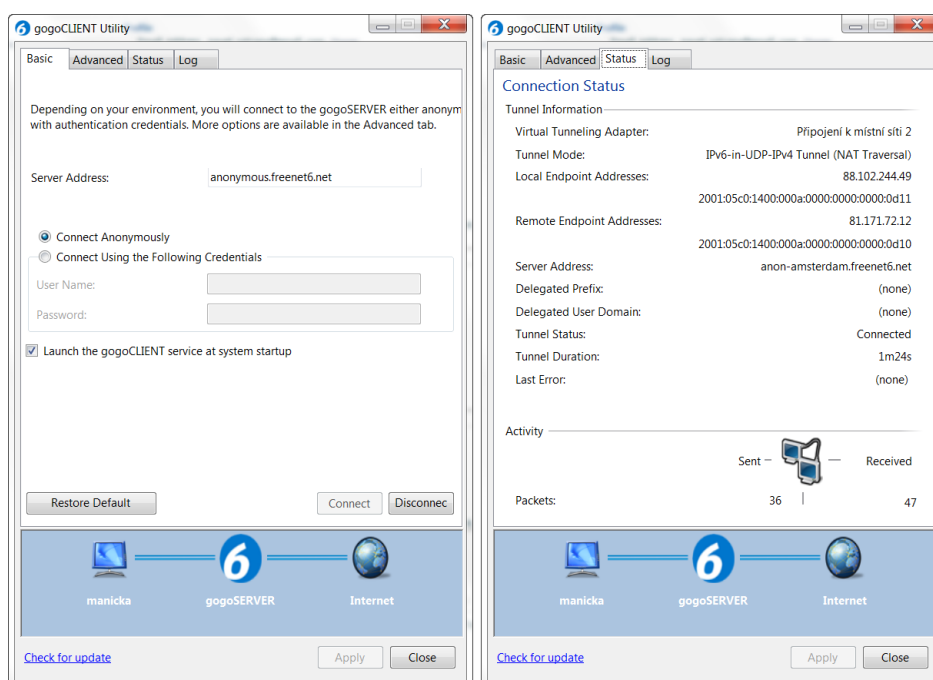 gogoCLIENT Utility
Basic
Advanced
Status
Log
Depending on your environment, you will connect to the gogoSERVER either anonym
with authentication credentials. More options are available in the Advanced tab.
Server Address:
anonymous.freenet6.net
Connect Anonymously
Connect Using the Following Credentials
User Name:
Password:
Launch the gogoCLIENT service at system startup
Restore Default
Connect
Disconnec
6
manicka
gogoSERVER
Internet
Check for update
Apply
Close
gogoCLIENT Utility
Basic
Advanced
Status
Log
Connection Status
Tunnel Information
Virtual Tunneling Adapter: Připojení k místní síti 2
Tunnel Mode: IPv6-in-UDP-IPv4 Tunnel (NAT Traversal)
Local Endpoint Addresses: 88.102.244.49
2001:05c0:1400:000a:0000:0000:0000:0d11
Remote Endpoint Addresses: 81.171.72.12
2001:05c0:1400:000a:0000:0000:0000:0d10
Server Address: anon-amsterdam.freenet6.net
Delegated Prefix: (none)
Delegated User Domain: (none)
Tunnel Status: Connected
Tunnel Duration: 1m24s
Last Error: (none)
Activity
Sent
Received
Packets: 36 47
6
manicka
gogoSERVER
Internet
Check for update
Apply
Close